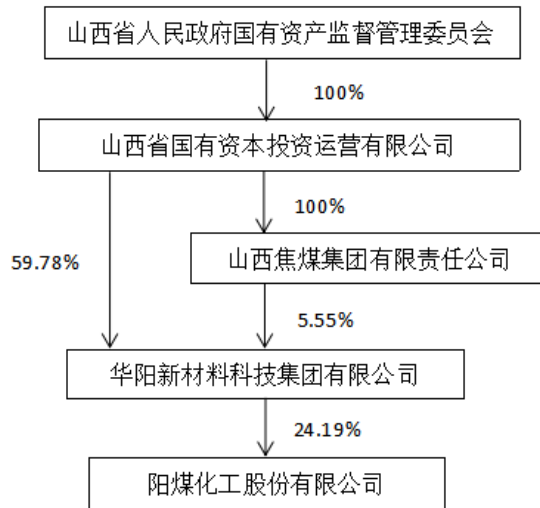 山西省人民政府国有资产监督管理委员会
100%
山西省国有资本投资运营有限公司
100%
59.78%
山西焦煤集团有限责任公司
5.55%
华阳新材料科技集团有限公司
24.19%
阳煤化工股份有限公司